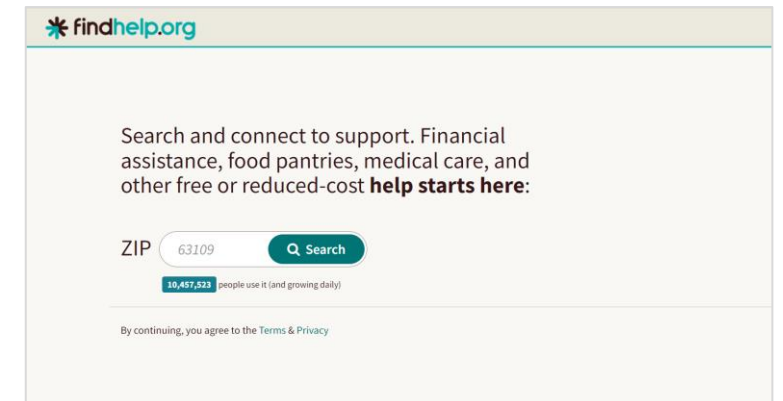 findhelp.org
Search and connect to support. Financial
assistance, food pantries, medical care, and
other free or reduced-cost help starts here:
ZIP 63109 Search
10,457,523 people use it (and growing daily)
By continuing, you agree to the Terms & Privacy